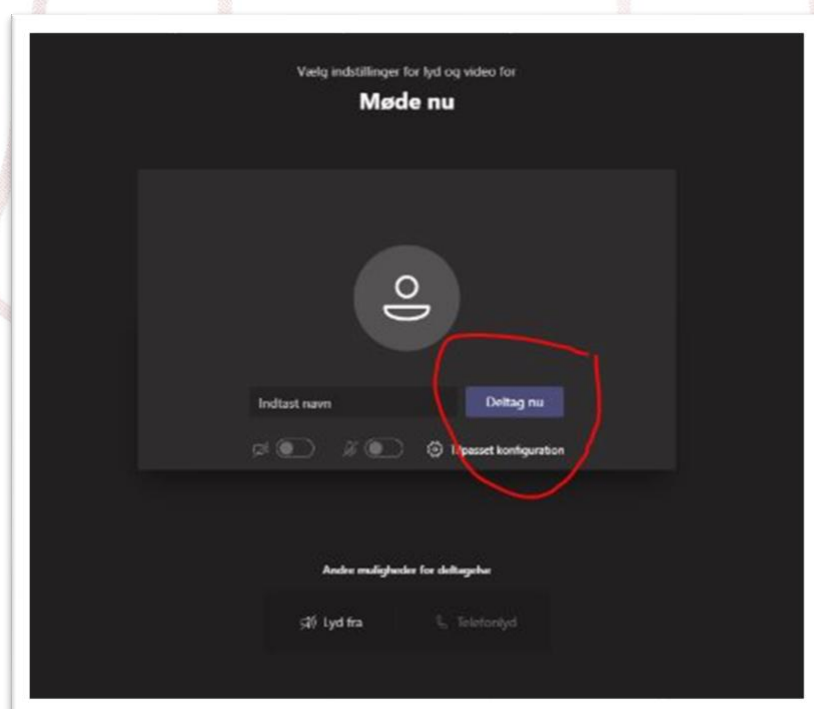 Vælg indstillinger for lyd og video for
Møde nu
Indtast navn
Deltag nu
Tilpasset konfiguration
Andre muligheder for deltagelse
Lyd fra
Telefonlyd